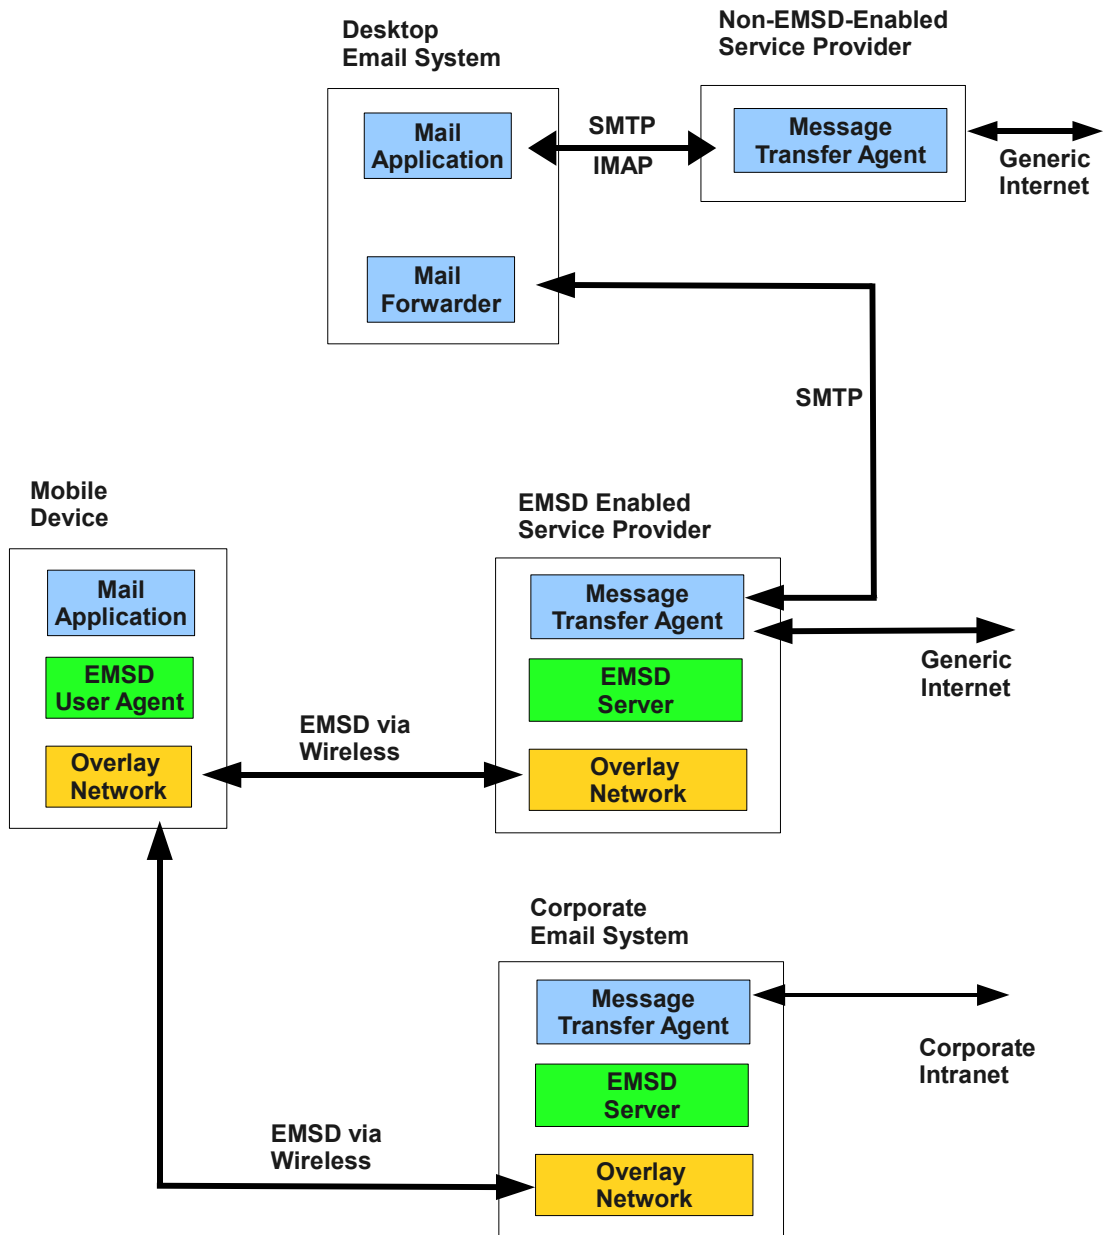 Desktop
Email System
Non-EMSD-Enabled
Service Provider
Mail
Application
SMTP
IMAP
Message
Transfer Agent
Generic
Internet
Mail
Forwarder
SMTP
Mobile
Device
EMSD Enabled
Service Provider
Mail
Application
EMSD
User Agent
Overlay
Network
EMSD via
Wireless
Message
Transfer Agent
EMSD
Server
Overlay
Network
Generic
Internet
Corporate
Email System
Message
Transfer Agent
EMSD
Server
Overlay
Network
Corporate
Intranet
EMSD via
Wireless